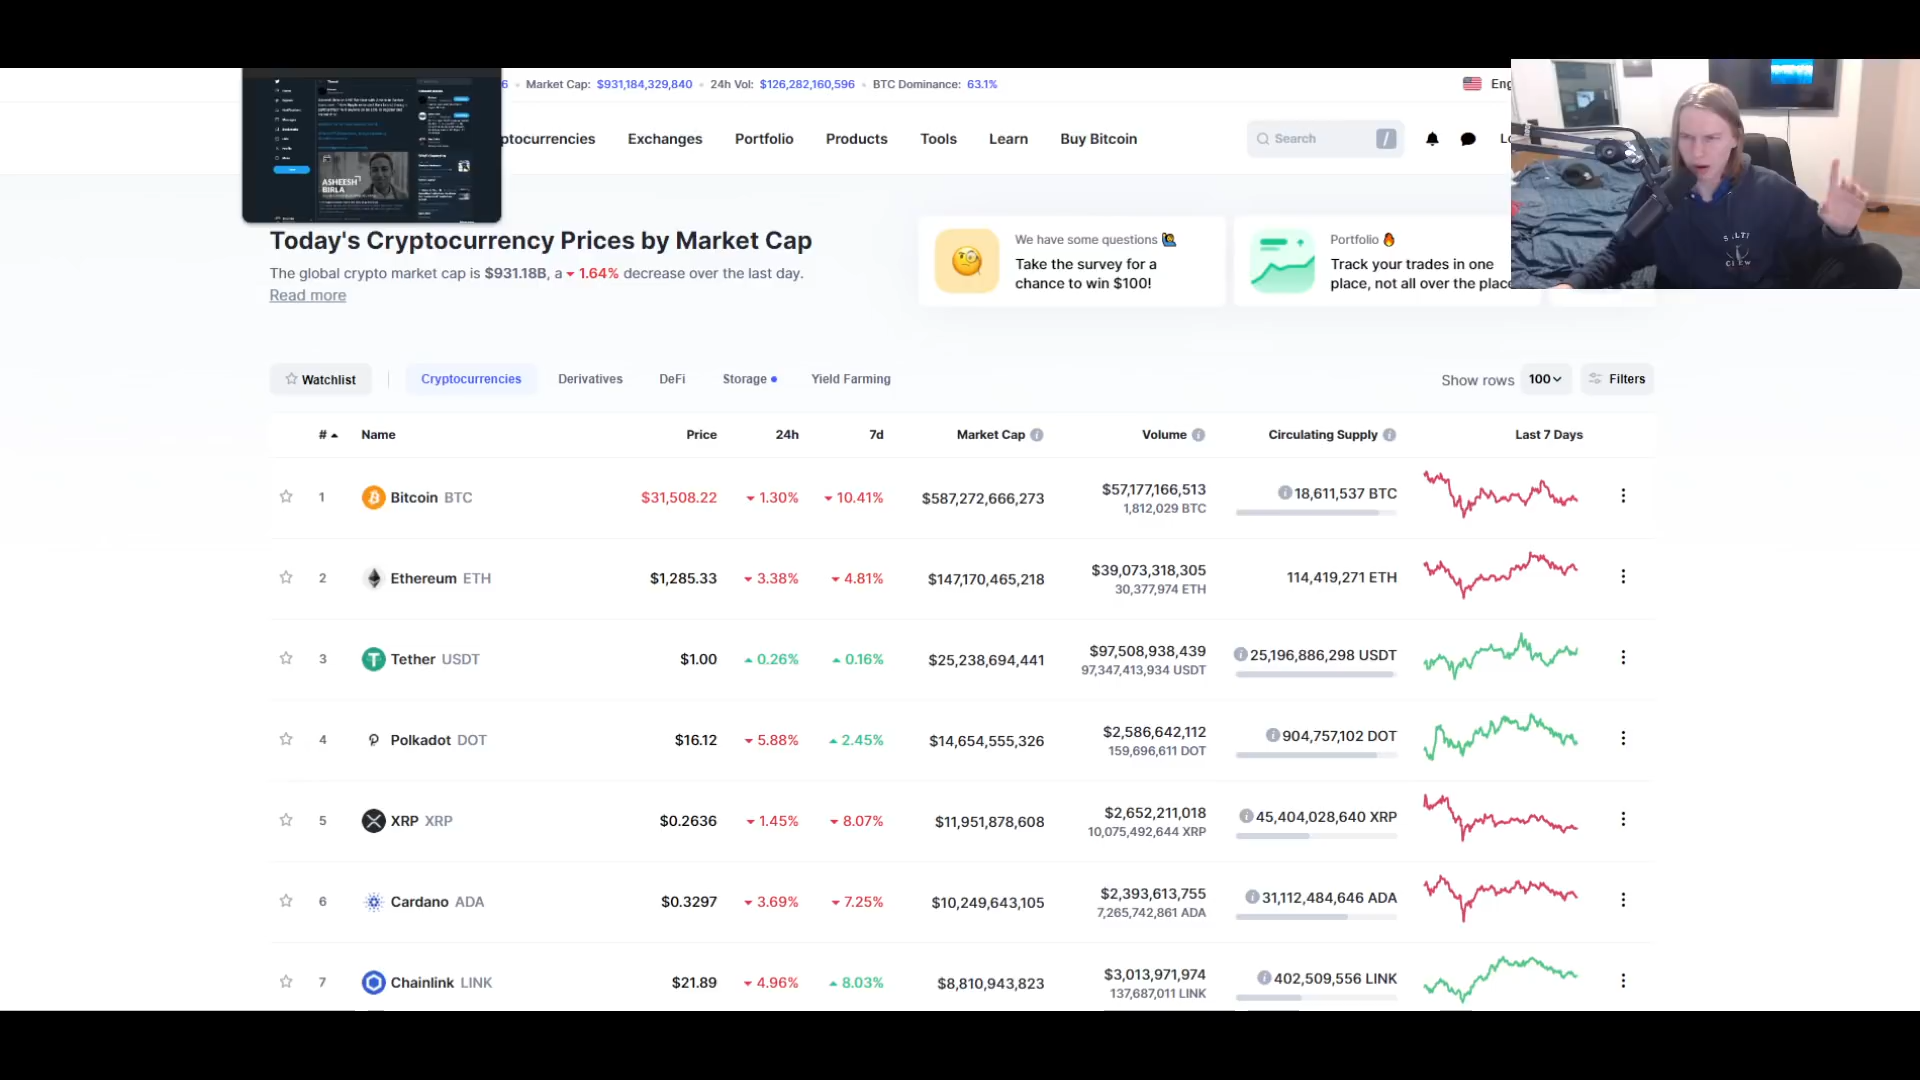 6 • Market Cap: $931,184,329,840 • 24h Vol: $126,282,160,596 • BTC Dominance: 63.1%
Eng
ptocurrencies Exchanges Portfolio Products Tools Learn Buy Bitcoin
Search /
Lo
ASHEESH
BIRLA
Today's Cryptocurrency Prices by Market Cap
The global crypto market cap is $931.18B, a 1.64% decrease over the last day.
Read more
We have some questions
Take the survey for a
chance to win $100!
Portfolio
Track your trades in one
place, not all over the place
Watchlist Cryptocurrencies Derivatives DeFi Storage Yield Farming
Show rows 100 Filters
# Name Price 24h 7d Market Cap Volume Circulating Supply Last 7 Days
1 Bitcoin BTC $31,508.22 1.30% 10.41% $587,272,666,273 $57,177,166,513 18,611,537 BTC
1,812,029 BTC
2 Ethereum ETH $1,285.33 3.38% 4.81% $147,170,465,218 $39,073,318,305 114,419,271 ETH
30,377,974 ETH
3 Tether USDT $1.00 0.26% 0.16% $25,238,694,441 $97,508,938,439 25,196,886,298 USDT
97,347,413,934 USDT
4 Polkadot DOT $16.12 5.88% 2.45% $14,654,555,326 $2,586,642,112 904,757,102 DOT
159,696,611 DOT
5 XRP XRP $0.2636 1.45% 8.07% $11,951,878,608 $2,652,211,018 45,404,028,640 XRP
10,075,492,644 XRP
6 Cardano ADA $0.3297 3.69% 7.25% $10,249,643,105 $2,393,613,755 31,112,484,646 ADA
7,265,742,861 ADA
7 Chainlink LINK $21.89 4.96% 8.03% $8,810,943,823 $3,013,971,974 402,509,556 LINK
137,687,011 LINK